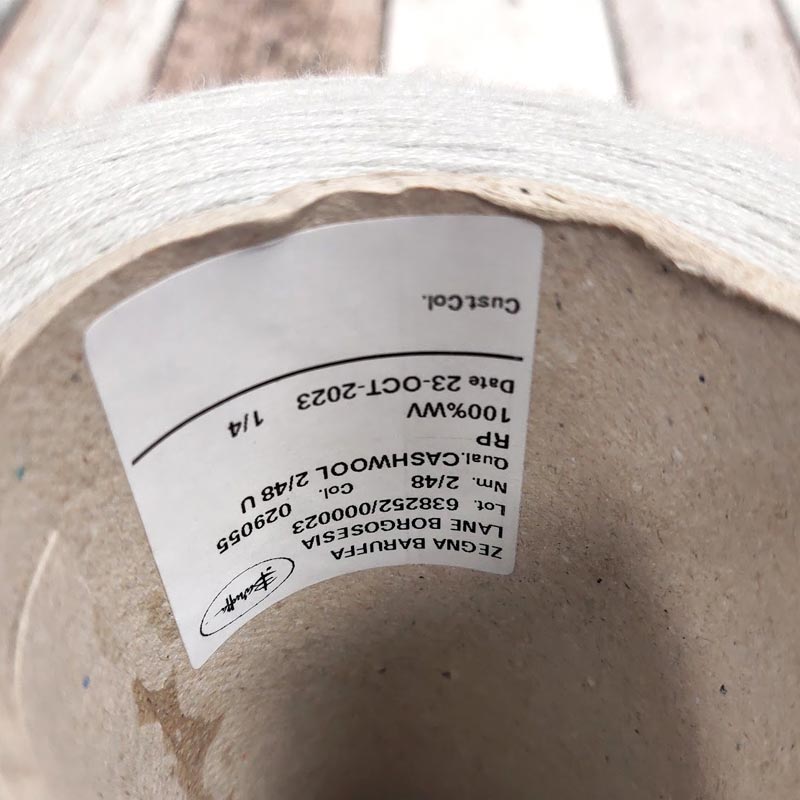 Baruffa
ZEGNA BARUFFA
LANE BORGOSESIA
Lot. 638252/000023
Nm. 2/48 Col. 029055
Qual.CASHWOOL 2/48 U
RP
100%WV 1/4
Date 23-OCT-2023
Cust.Col.